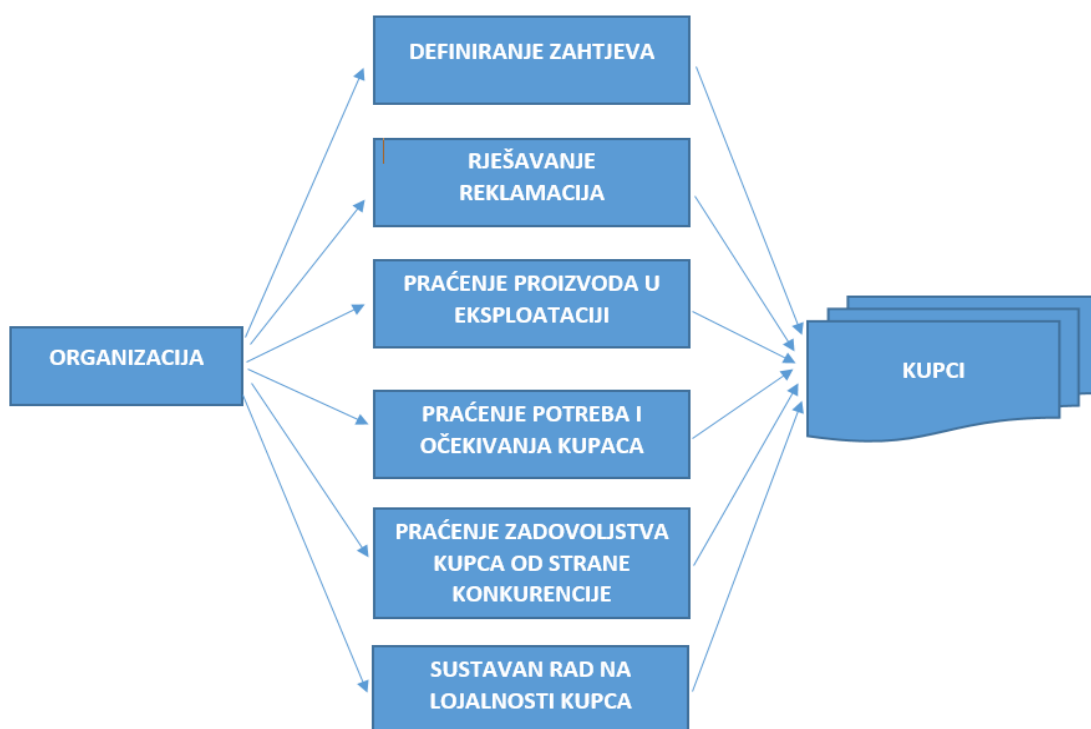 DEFINIRANJE ZAHTJEVA
RJEŠAVANJE
REKLAMACIJA
PRAĆENJE PROIZVODA U
EKSPLOATACIJI
ORGANIZACIJA
KUPCI
PRAĆENJE POTREBA I
OČEKIVANJA KUPACA
PRAĆENJE ZADOVOLJSTVA
KUPCA OD STRANE
KONKURENCIJE
SUSTAVAN RAD NA
LOJALNOSTI KUPCA